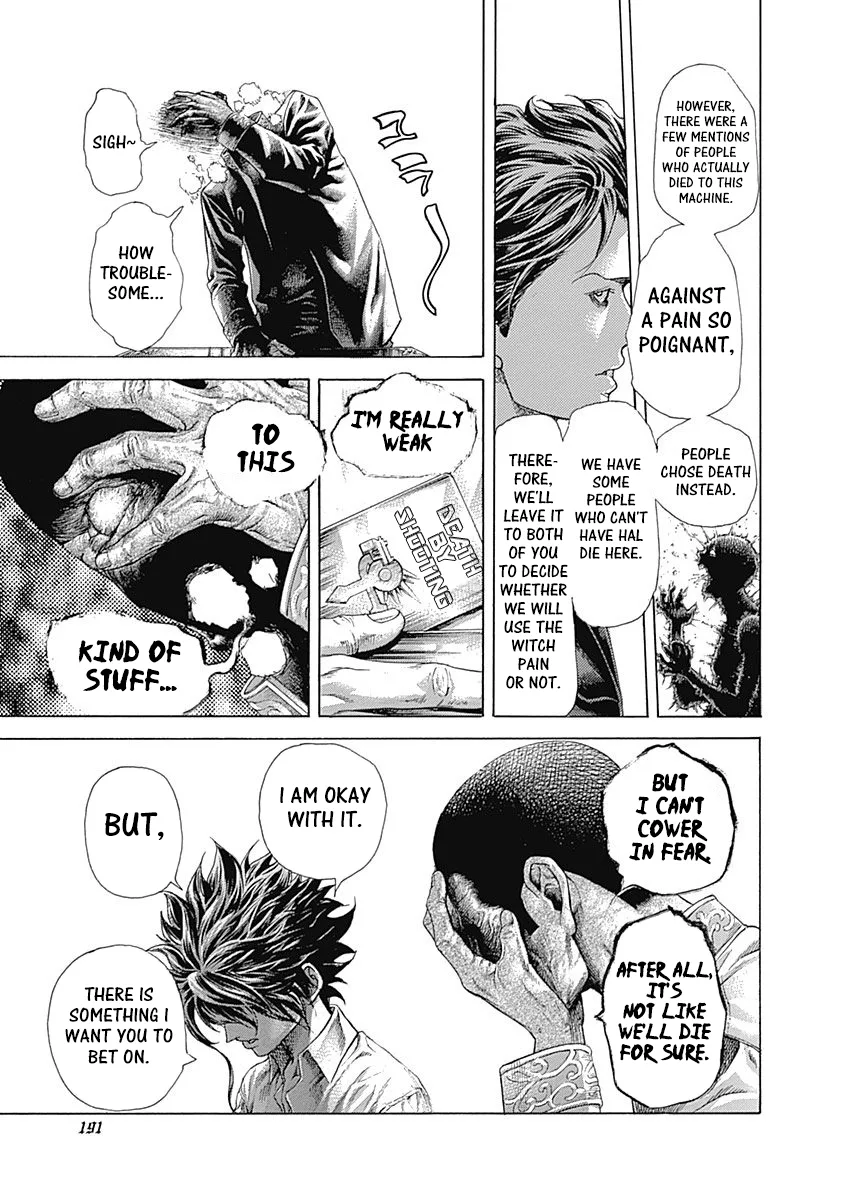 HOWEVER,
THERE WERE A
FEW MENTIONS
OF PEOPLE
WHO ACTUALLY
DIED TO THIS
MACHINE.
AGAINST
A PAIN SO
POIGNANT,
PEOPLE
CHOSE DEATH
INSTEAD.
WE HAVE
SOME
PEOPLE
WHO CAN'T
HAVE HAL
DIE HERE.
THERE-
FORE,
WE'LL
LEAVE IT
TO BOTH
OF YOU
TO DECIDE
WHETHER
WE WILL
USE THE
WITCH
PAIN
OR NOT.
SIGH~
HOW
TROUBLE-
SOME...
I'M REALLY
WEAK
DEATH
BY
SHOOTING
TO
THIS
KIND OF
STUFF...
BUT
I CAN'T
COWER
IN FEAR.
AFTER ALL,
IT'S
NOT LIKE
WE'LL DIE
FOR SURE.
I AM OKAY
WITH IT.
BUT,
THERE IS
SOMETHING I
WANT YOU TO
BET ON.
191